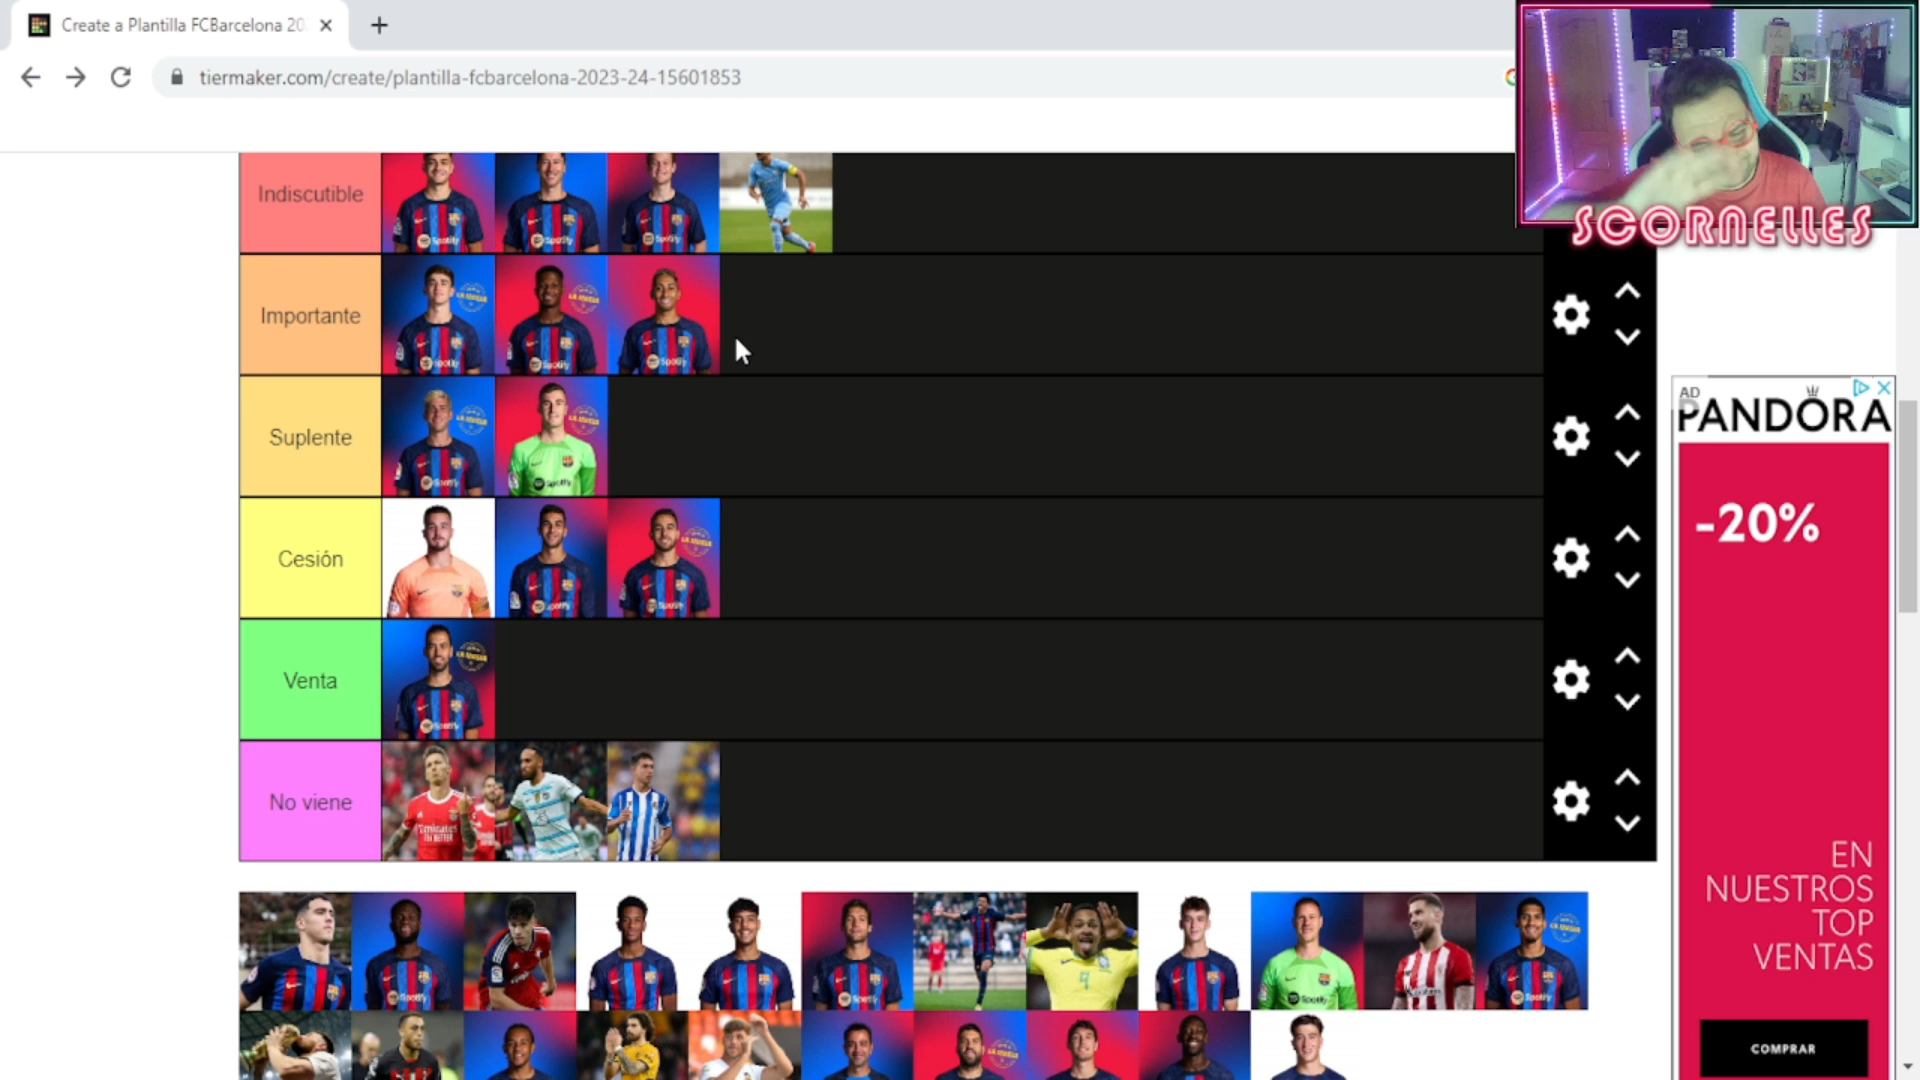 Create a Plantilla FCBarcelona 20
tiermaker.com/create/plantilla-fcbarcelona-2023-24-15601853
SCORNELLES
Indiscutible
Importante
Suplente
Cesión
Venta
No viene
AD
PANDORA
-20%
EN
NUESTROS
TOP
VENTAS
COMPRAR